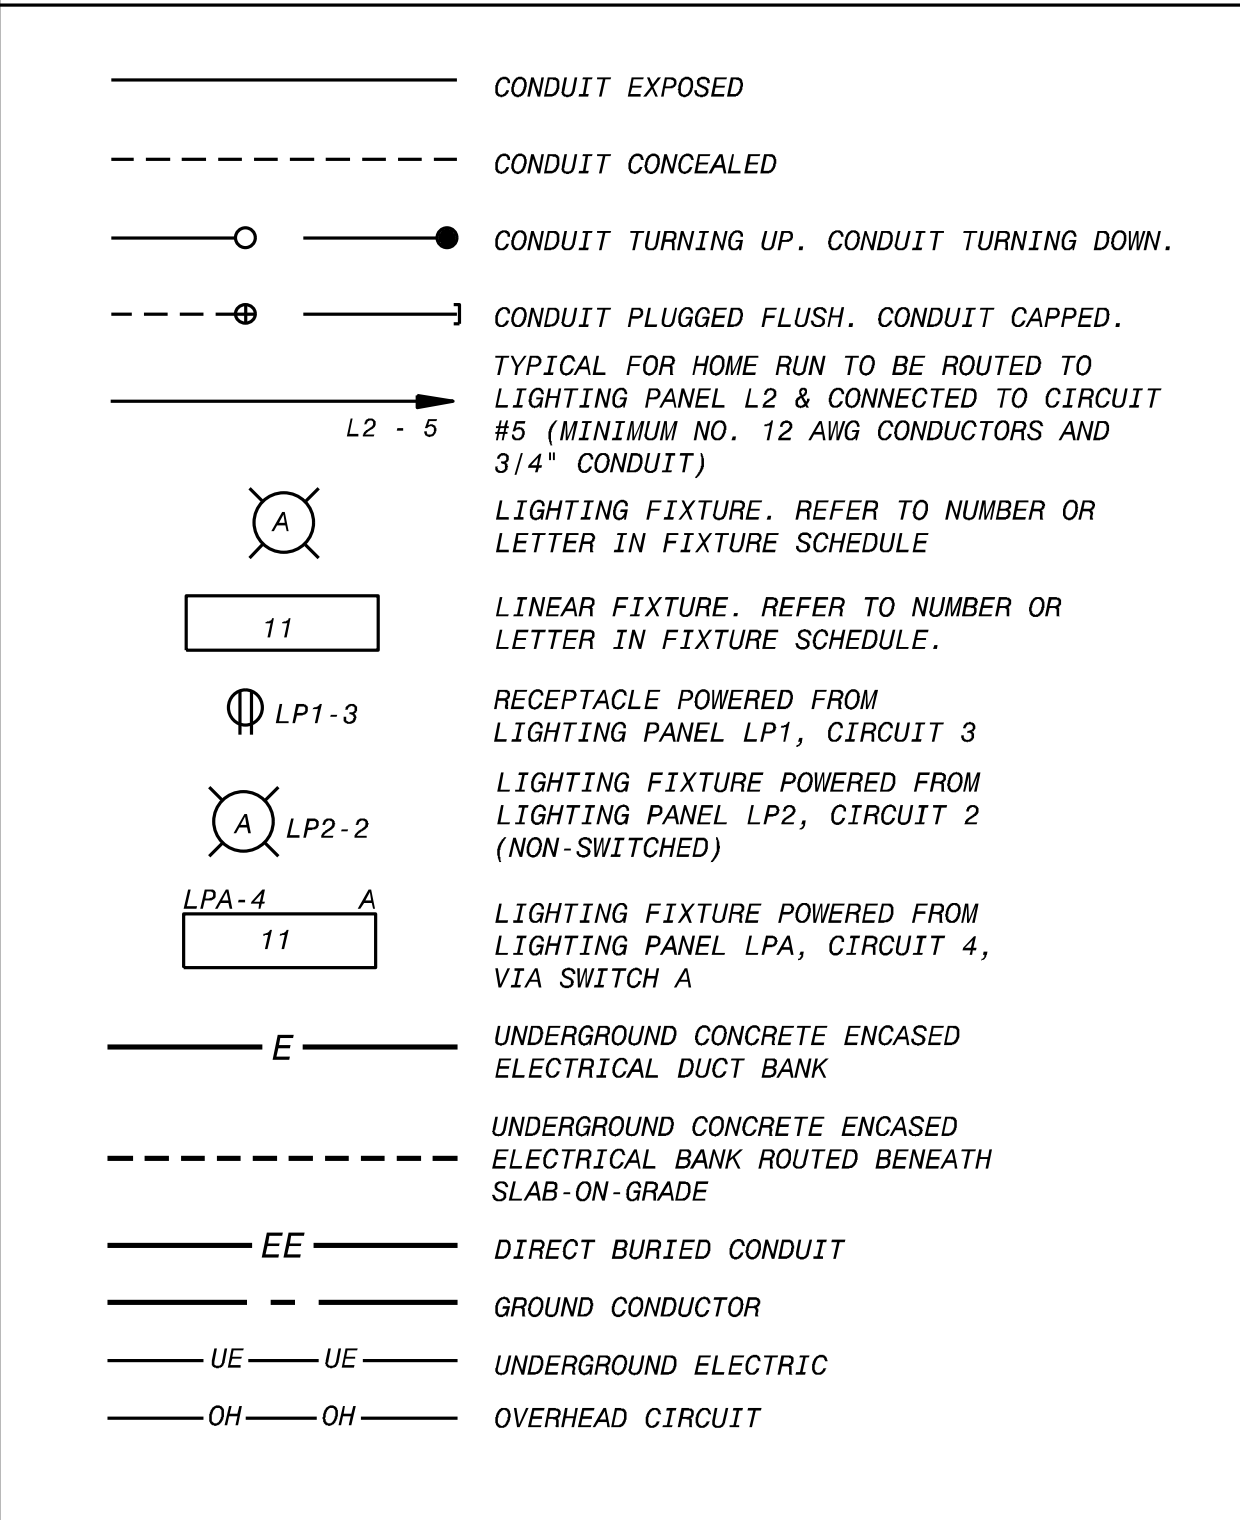 CONDUIT EXPOSED
CONDUIT CONCEALED
CONDUIT TURNING UP. CONDUIT TURNING DOWN.
CONDUIT PLUGGED FLUSH. CONDUIT CAPPED.
L2 - 5
TYPICAL FOR HOME RUN TO BE ROUTED TO
LIGHTING PANEL L2 & CONNECTED TO CIRCUIT
#5 (MINIMUM NO. 12 AWG CONDUCTORS AND
3/4" CONDUIT)
A
LIGHTING FIXTURE. REFER TO NUMBER OR
LETTER IN FIXTURE SCHEDULE
11
LINEAR FIXTURE. REFER TO NUMBER OR
LETTER IN FIXTURE SCHEDULE.
LP1-3
RECEPTACLE POWERED FROM
LIGHTING PANEL LP1, CIRCUIT 3
A LP2-2
LIGHTING FIXTURE POWERED FROM
LIGHTING PANEL LP2, CIRCUIT 2
(NON-SWITCHED)
LPA-4 A
11
LIGHTING FIXTURE POWERED FROM
LIGHTING PANEL LPA, CIRCUIT 4,
VIA SWITCH A
E
UNDERGROUND CONCRETE ENCASED
ELECTRICAL DUCT BANK
UNDERGROUND CONCRETE ENCASED
ELECTRICAL BANK ROUTED BENEATH
SLAB-ON-GRADE
EE DIRECT BURIED CONDUIT
GROUND CONDUCTOR
UE UE UNDERGROUND ELECTRIC
OH OH OVERHEAD CIRCUIT